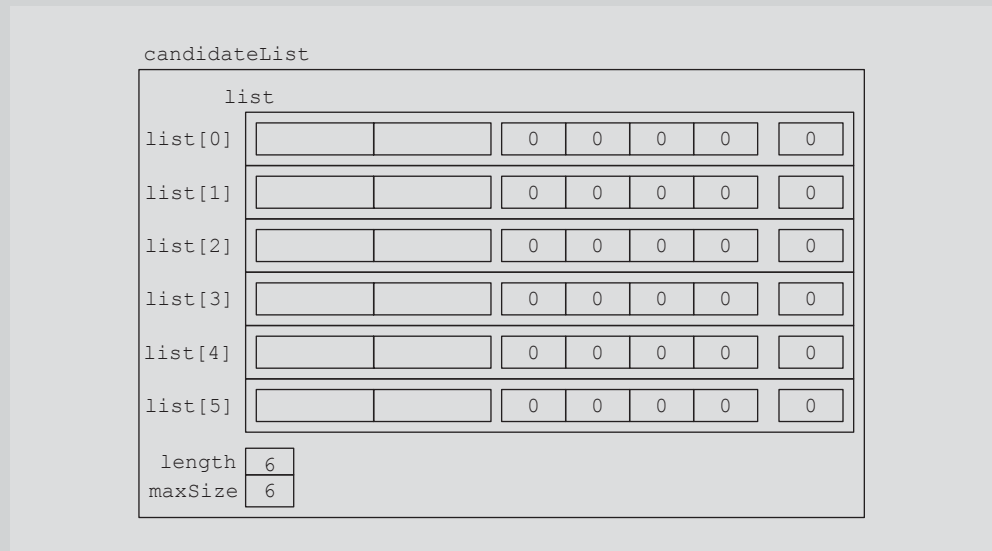 candidateList
list
list[0] 0 0 0 0 0
list[1] 0 0 0 0 0
list[2] 0 0 0 0 0
list[3] 0 0 0 0 0
list[4] 0 0 0 0 0
list[5] 0 0 0 0 0
length 6
maxSize 6